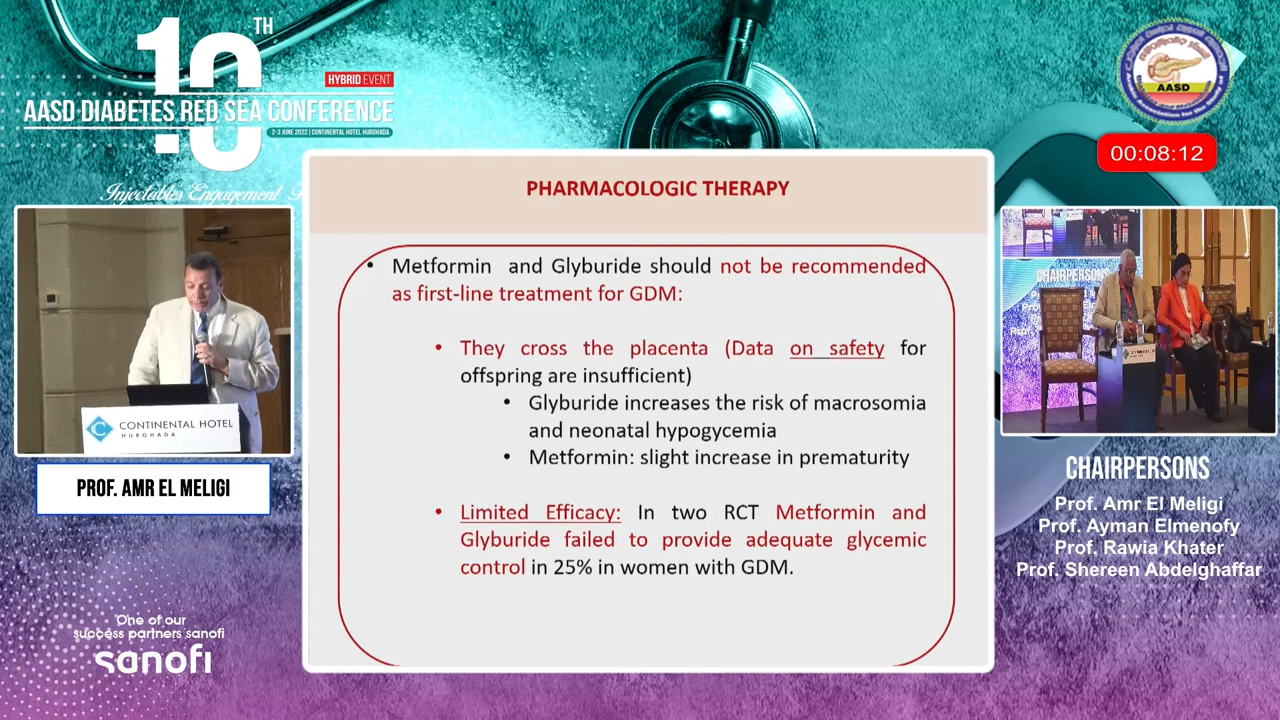 10TH
HYBRID EVENT
AASD DIABETES RED SEA CONFERENCE
2-3 JUNE 2022 | CONTINENTAL HOTEL HURGHADA
Injectables Engagement
AASD
00:08:12
PHARMACOLOGIC THERAPY
• Metformin and Glyburide should not be recommended
as first-line treatment for GDM:
• They cross the placenta (Data on safety for
offspring are insufficient)
• Glyburide increases the risk of macrosomia
and neonatal hypogycemia
• Metformin: slight increase in prematurity
• Limited Efficacy: In two RCT Metformin and
Glyburide failed to provide adequate glycemic
control in 25% in women with GDM.
CONTINENTAL HOTEL
HURGHADA
PROF. AMR EL MELIGI
CHAIRPERSONS
CHAIRPERSONS
Prof. Amr El Meligi
Prof. Ayman Elmenofy
Prof. Rawia Khater
Prof. Shereen Abdelghaffar
One of our
success partners sanofi
sanofi